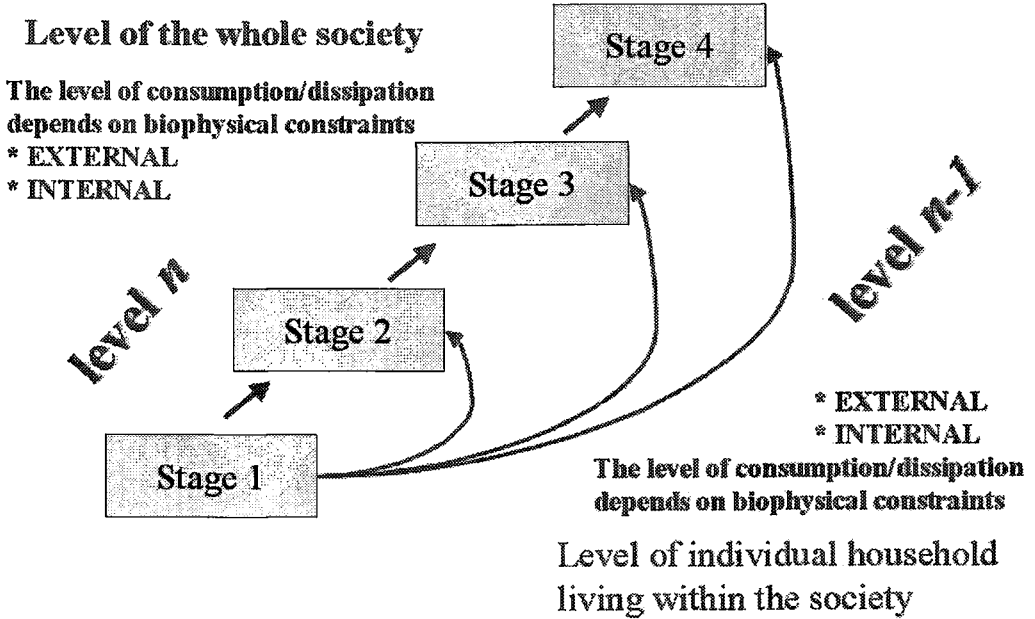 Level of the whole society
The level of consumption/dissipation
depends on biophysical constraints
* EXTERNAL
* INTERNAL
level n
Stage 4
Stage 3
Stage 2
Stage 1
level n-1
* EXTERNAL
* INTERNAL
The level of consumption/dissipation
depends on biophysical constraints
Level of individual household
living within the society